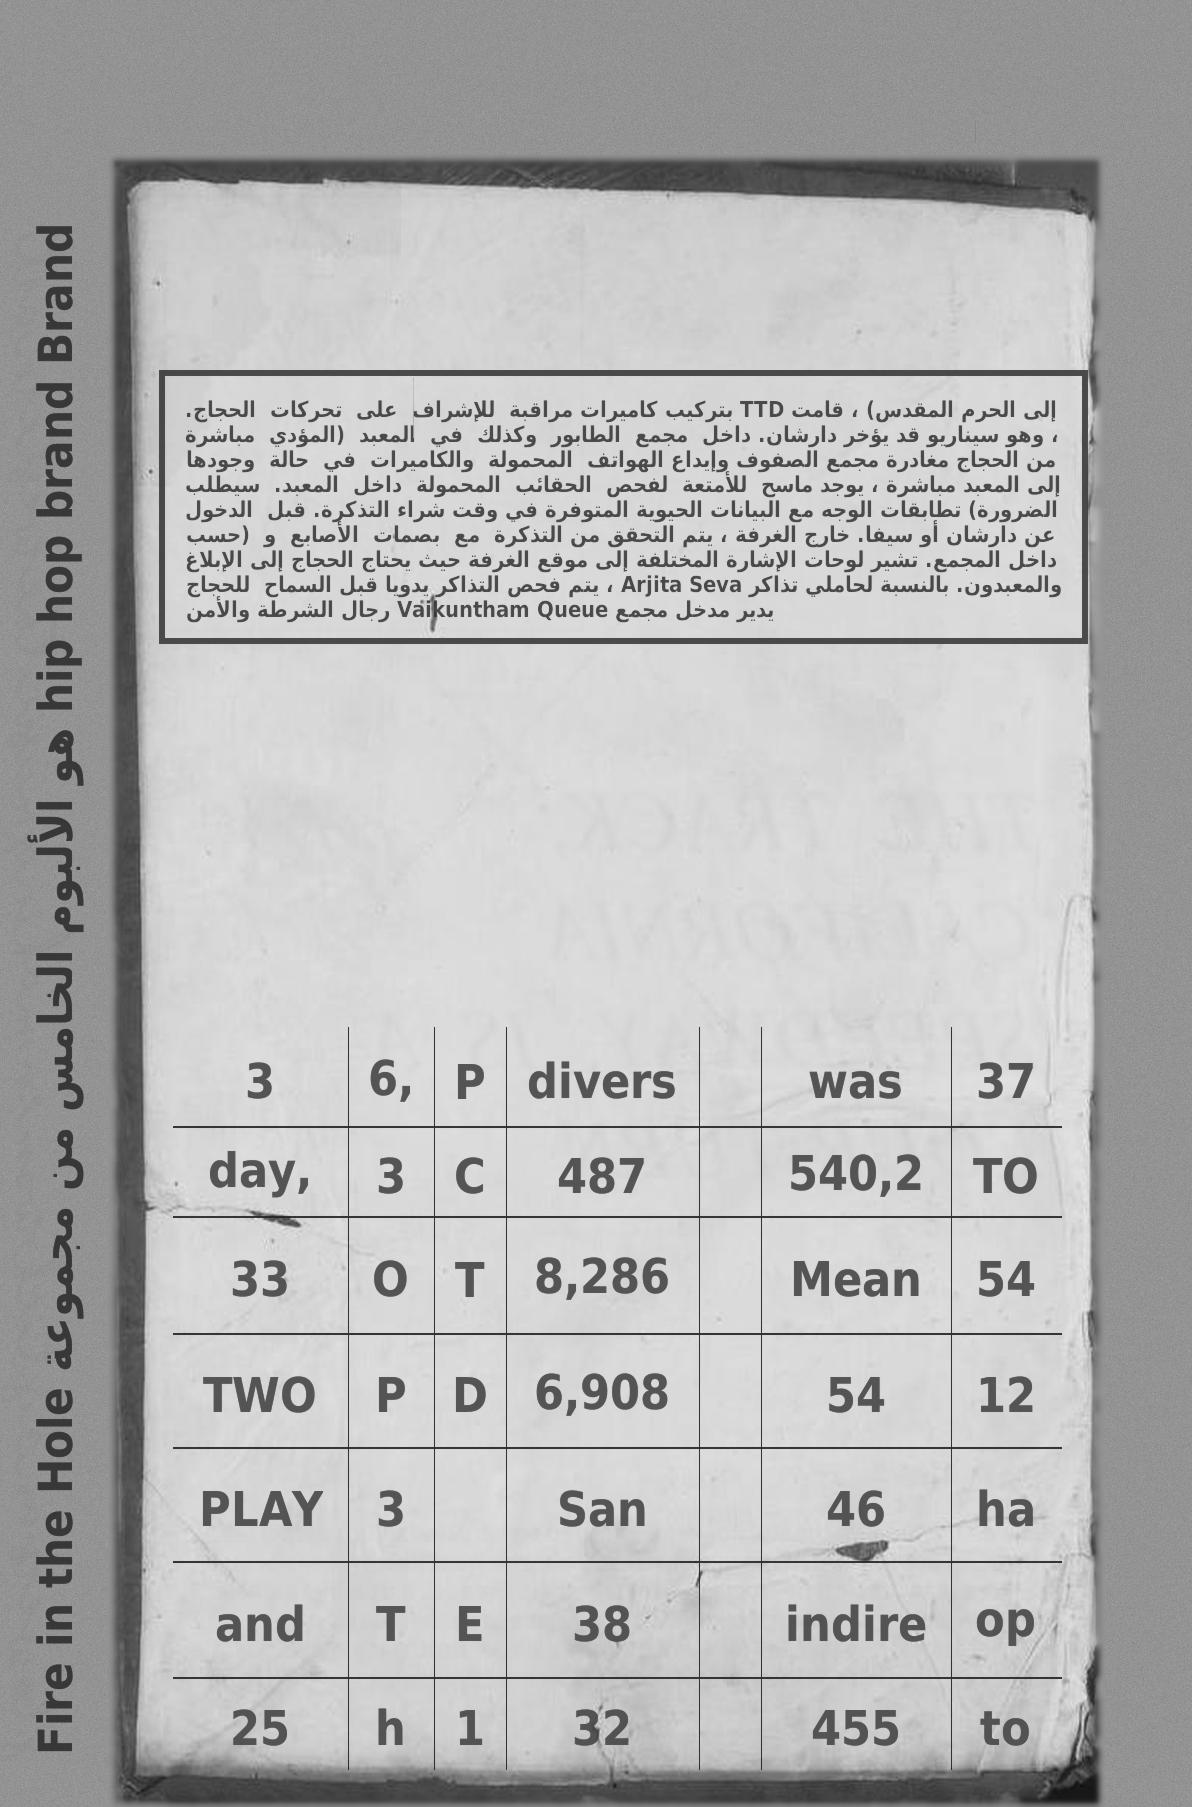 Fire in the Hole هو الألبوم الخامس من مجموعة hip hop brand Brand
إلى الحرم المقدس) ، قامت TTD بتركيب كاميرات مراقبة للإشراف على تحركات الحجاج.
، وهو سيناريو قد يؤخر دارشان. داخل مجمع الطابور وكذلك في المعبد (المؤدي مباشرة
من الحجاج مغادرة مجمع الصفوف وإيداع الهواتف المحمولة والكاميرات في حالة وجودها
إلى المعبد مباشرة ، يوجد ماسح للأمتعة لفحص الحقائب المحمولة داخل المعبد. سيطلب
الضرورة) تطابقات الوجه مع البيانات الحيوية المتوفرة في وقت شراء التذكرة. قبل الدخول
عن دارشان أو سيفا. خارج الغرفة ، يتم التحقق من التذكرة مع بصمات الأصابع و (حسب
داخل المجمع. تشير لوحات الإشارة المختلفة إلى موقع الغرفة حيث يحتاج الحجاج إلى الإبلاغ
والمعبدون. بالنسبة لحاملي تذاكر Arjita Seva ، يتم فحص التذاكر يدويا قبل السماح للحجاج
يدير مدخل مجمع Vaikuntham Queue رجال الشرطة والأمن
3 6, P divers was 37
day, 3 C 487 540,2 TO
33 O T 8,286 Mean 54
TWO P D 6,908 54 12
PLAY 3 San 46 ha
and T E 38 indire op
25 h 1 32 455 to